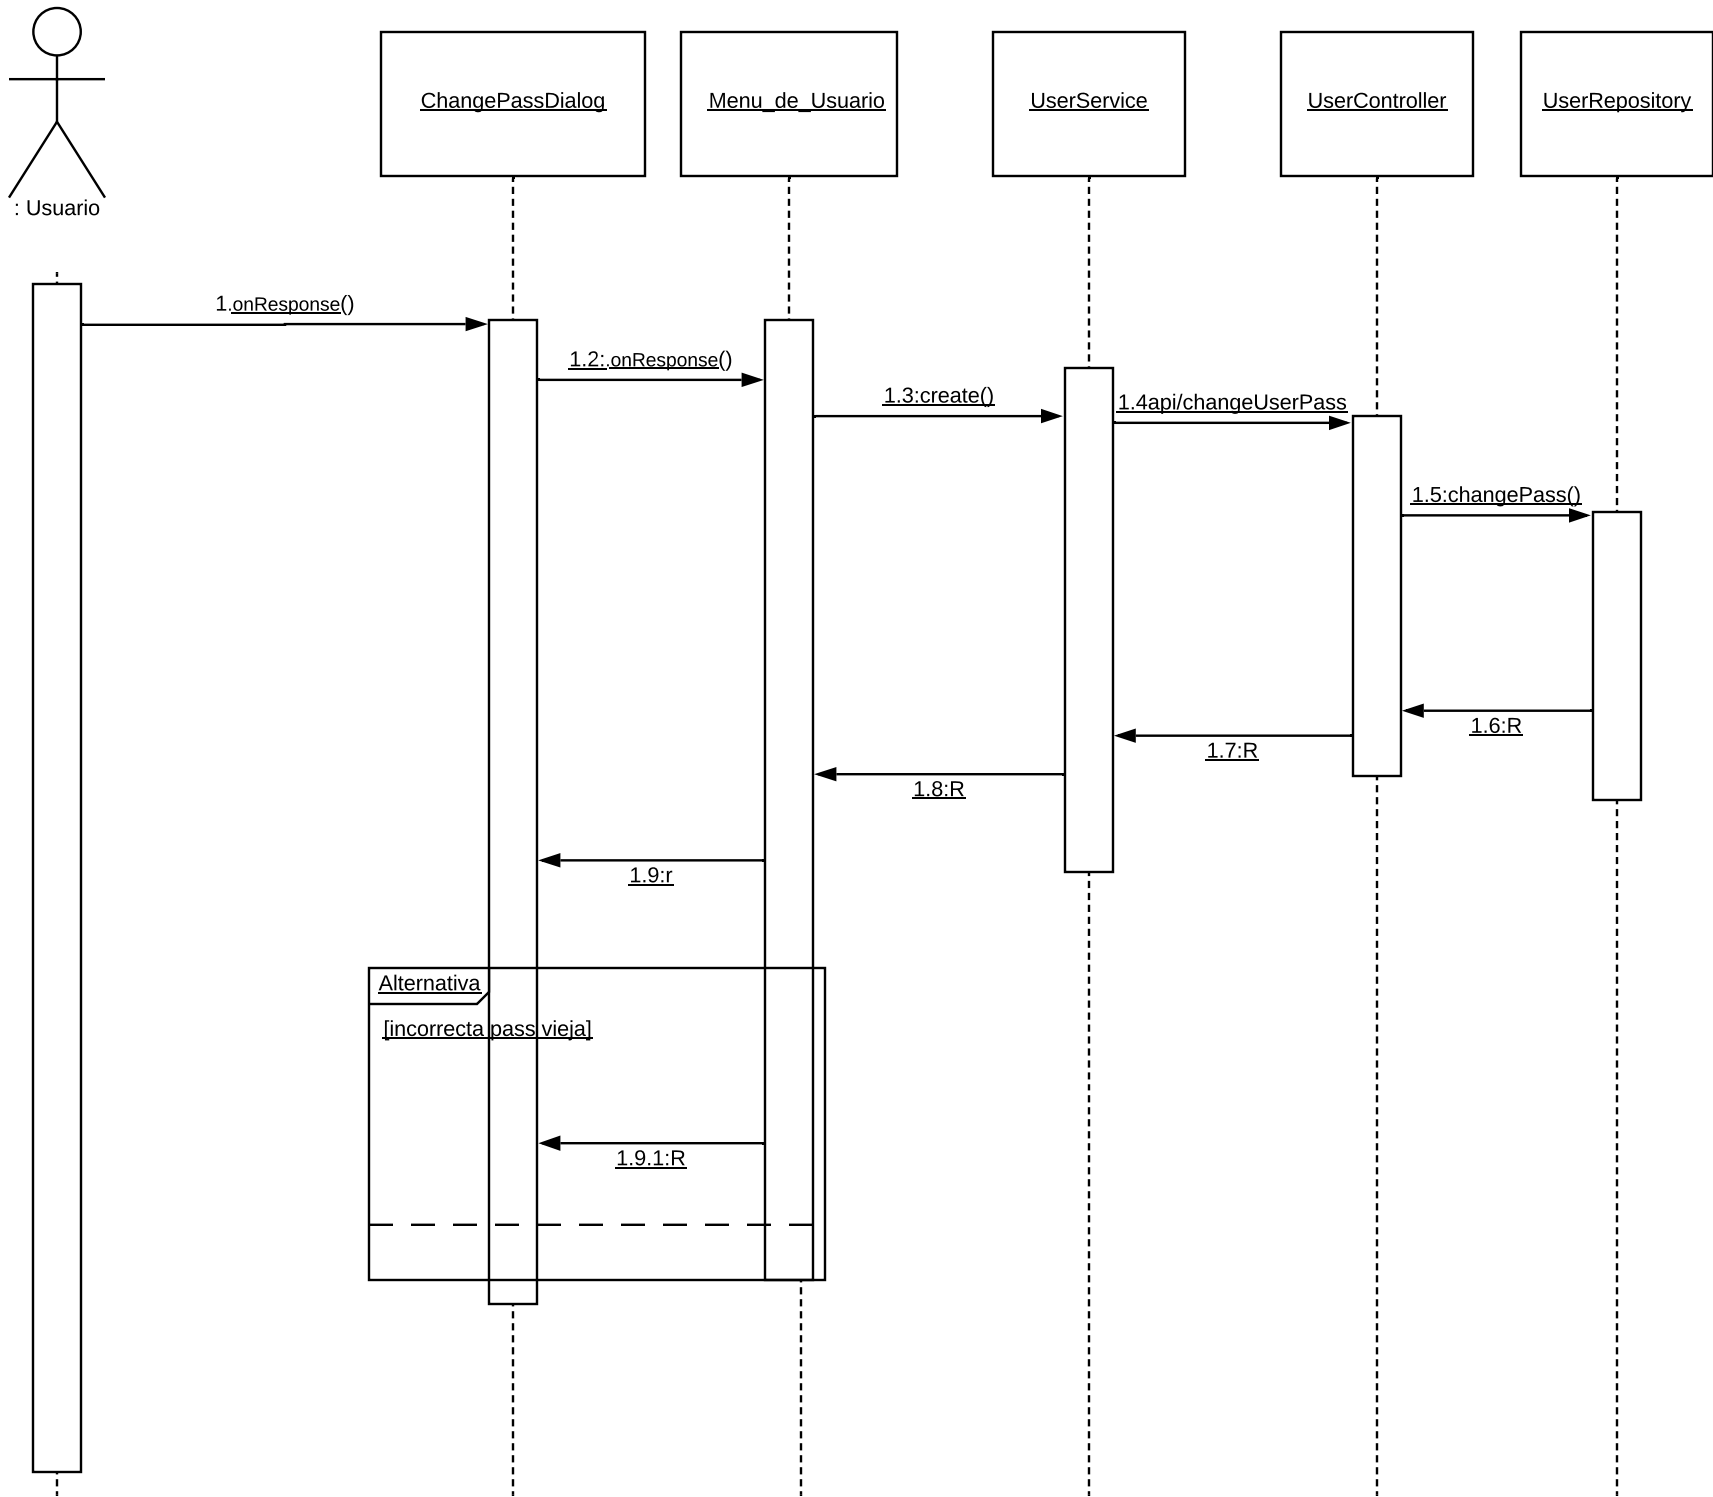 ChangePassDialog
Menu_de_Usuario
UserService
UserController
UserRepository
: Usuario
1.onResponse()
1.2:.onResponse()
1.3:create()
1.4api/changeUserPass
1.5:changePass()
1.6:R
1.7:R
1.8:R
1.9:r
Alternativa
[incorrecta pass vieja]
1.9.1:R